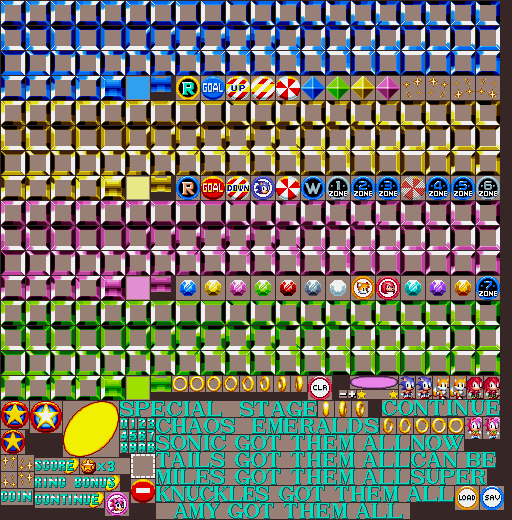 R GOAL UP
R GOAL DOWN W 1 ZONE 2 ZONE 3 ZONE 4 ZONE 5 ZONE 6 ZONE
7 ZONE
CLR
SPECIAL STAGE CONTINUE
CHAOS EMERALDS
SONIC GOT THEM ALL NOW
TAILS GOT THEM ALL CAN BE
SCORE ×3
MILES GOT THEM ALL SUPER
RING BONUS
KNUCKLES GOT THEM ALL LOAD SAV
COIN CONTINUE
AMY GOT THEM ALL